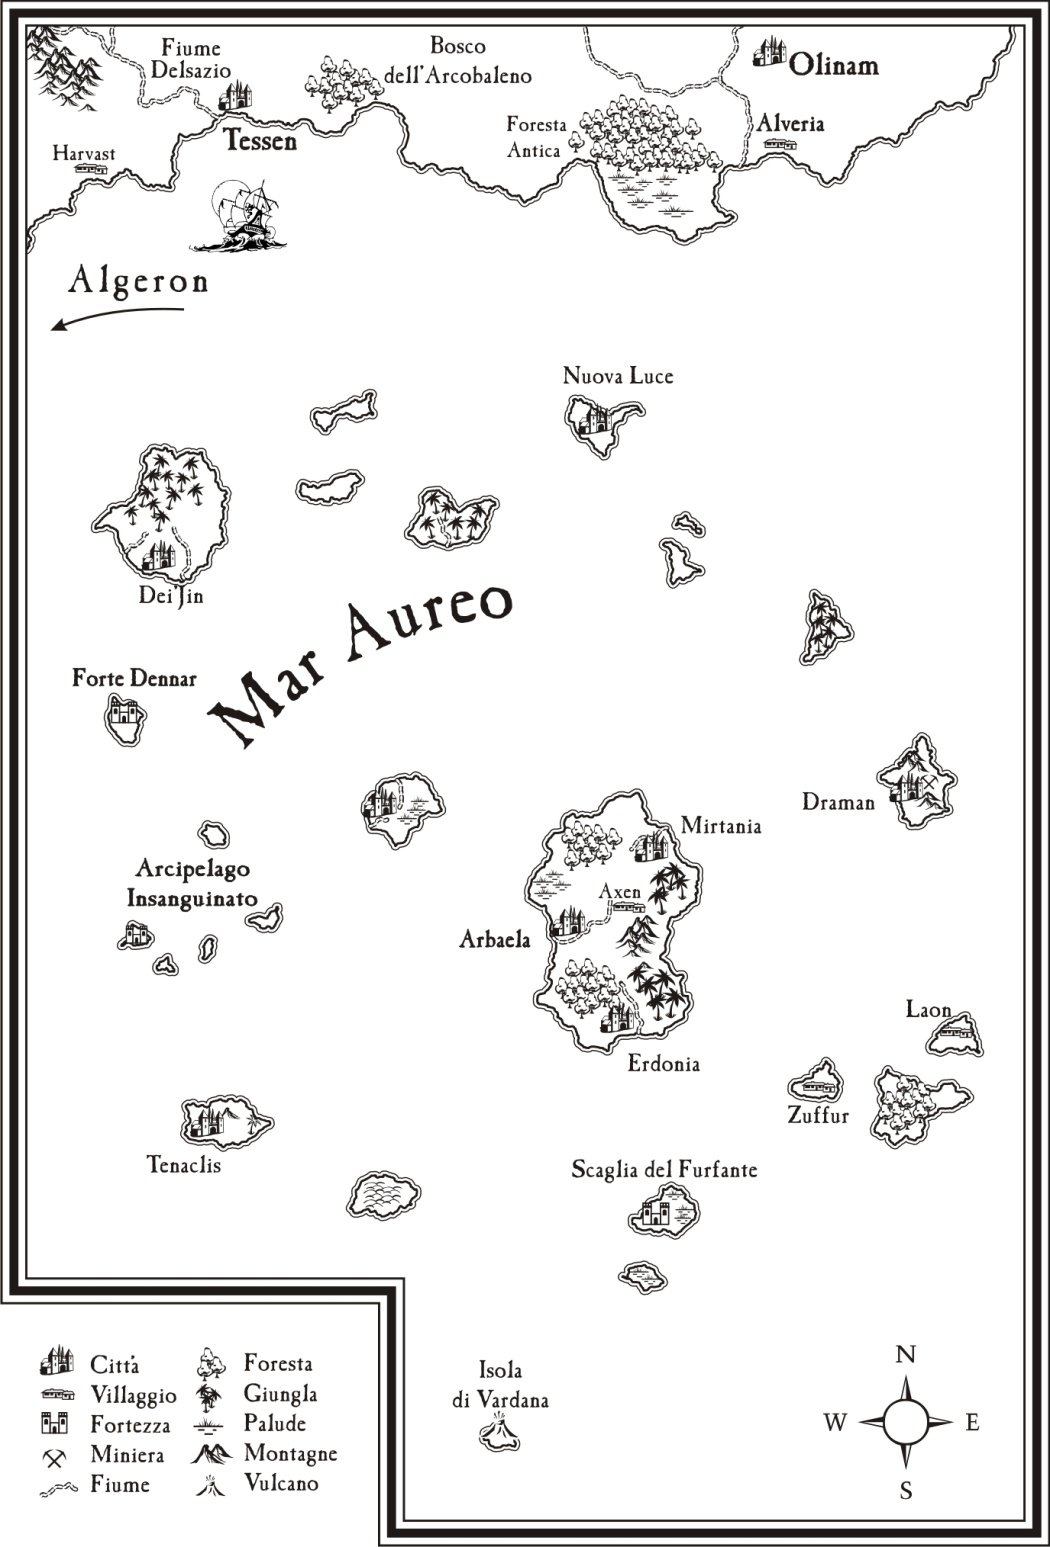 Fiume
Delsazio
Bosco
dell'Arcobaleno
Olinam
Harvast
Tessen
Foresta
Antica
Alveria
Algeron
Nuova Luce
Dei'Jin
Mar Aureo
Forte Dennar
Draman
Mirtania
Arcipelago
Insanguinato
Axen
Arbaela
Laon
Erdonia
Zuffur
Tenaclis
Scaglia del Furfante
Isola
di Vardana
Città
Villaggio
Fortezza
Miniera
Fiume
Foresta
Giungla
Palude
Montagne
Vulcano
N
W E
S